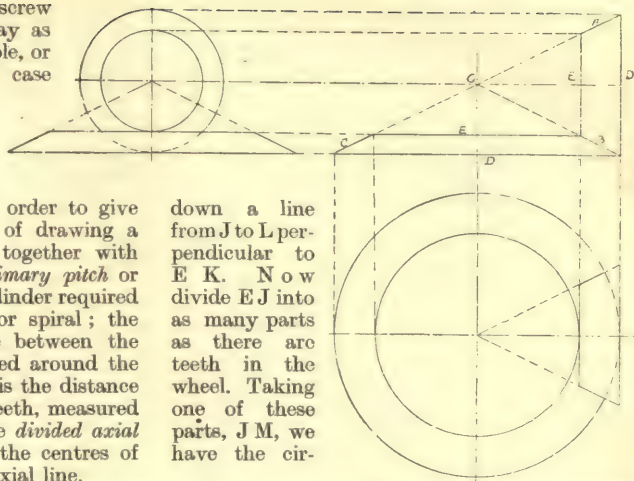 screw
ay as
ole, or
case
order to give
of drawing a
together with
imary pitch or
linder required
or spiral ; the
between the
ed around the
is the distance
eeth, measured
e divided axial
the centres of
xial line.
down a line
from J to L per-
pendicular to
E K. Now
divide E J into
as many parts
as there are
teeth in the
wheel. Taking
one of these
parts, J M, we
have the cir-
E
D
C
E
3
D